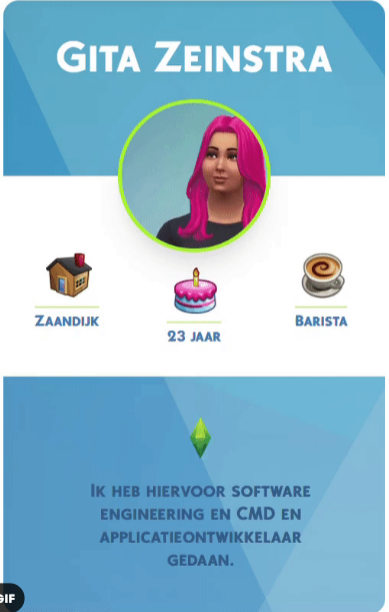 Gita Zeinstra
Zaandijk
23 jaar
Barista
Ik heb hiervoor software
engineering en CMD en
applicatieontwikkelaar
gedaan.
GIF